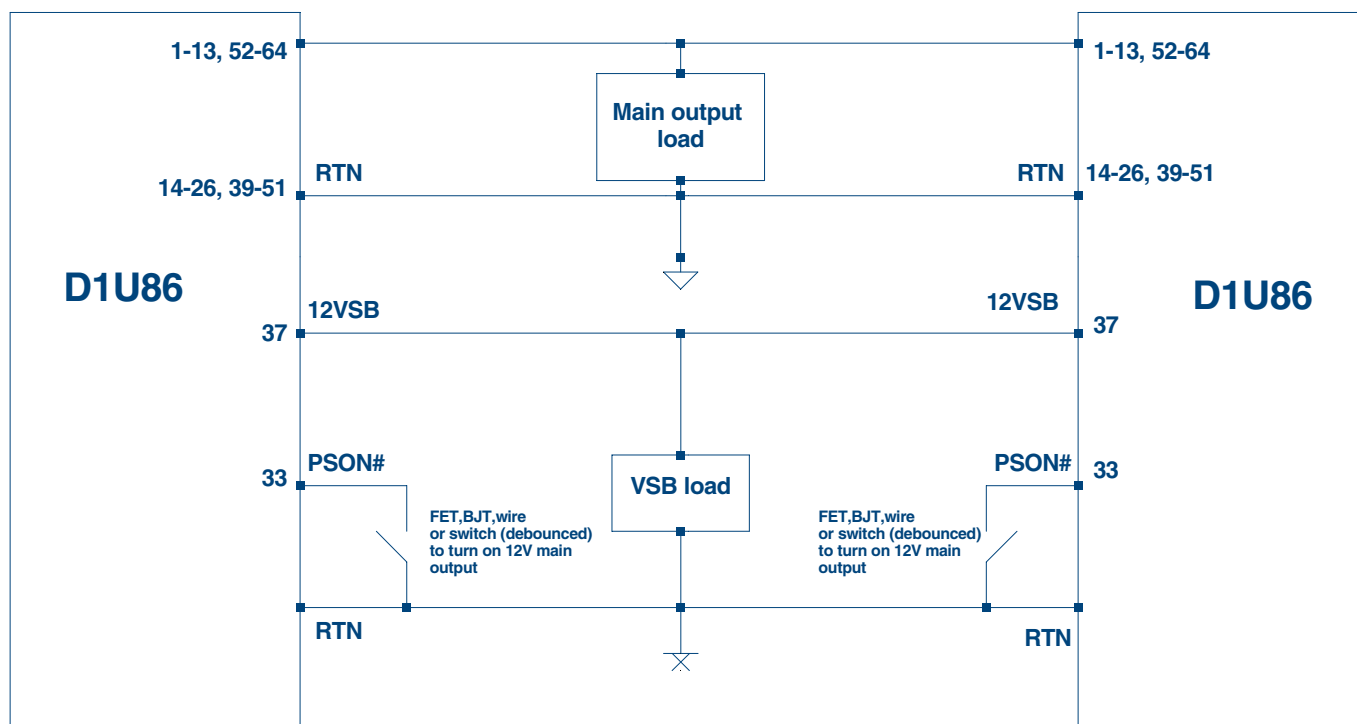 1-13, 52-64
1-13, 52-64
Main output
load
RTN
RTN
14-26, 39-51
14-26, 39-51
D1U86
D1U86
12VSB
12VSB
37
37
PSON#
PSON#
33
33
VSB load
FET,BJT,wire
or switch (debounced)
to turn on 12V main
output
FET,BJT,wire
or switch (debounced)
to turn on 12V main
output
RTN
RTN